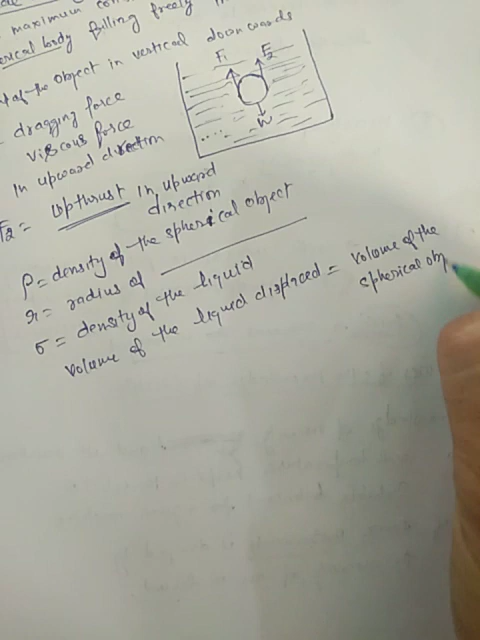 maximum con
erical body falling freely
of the object in vertical downwards
dragging force
viscous force
In upward direction
F1
F2
W
F2 = Upthrust in upward
direction
ρ = density of the spherical object
r = radius of
σ = density of the liquid
volume of the liquid displaced = volume of the
spherical obj